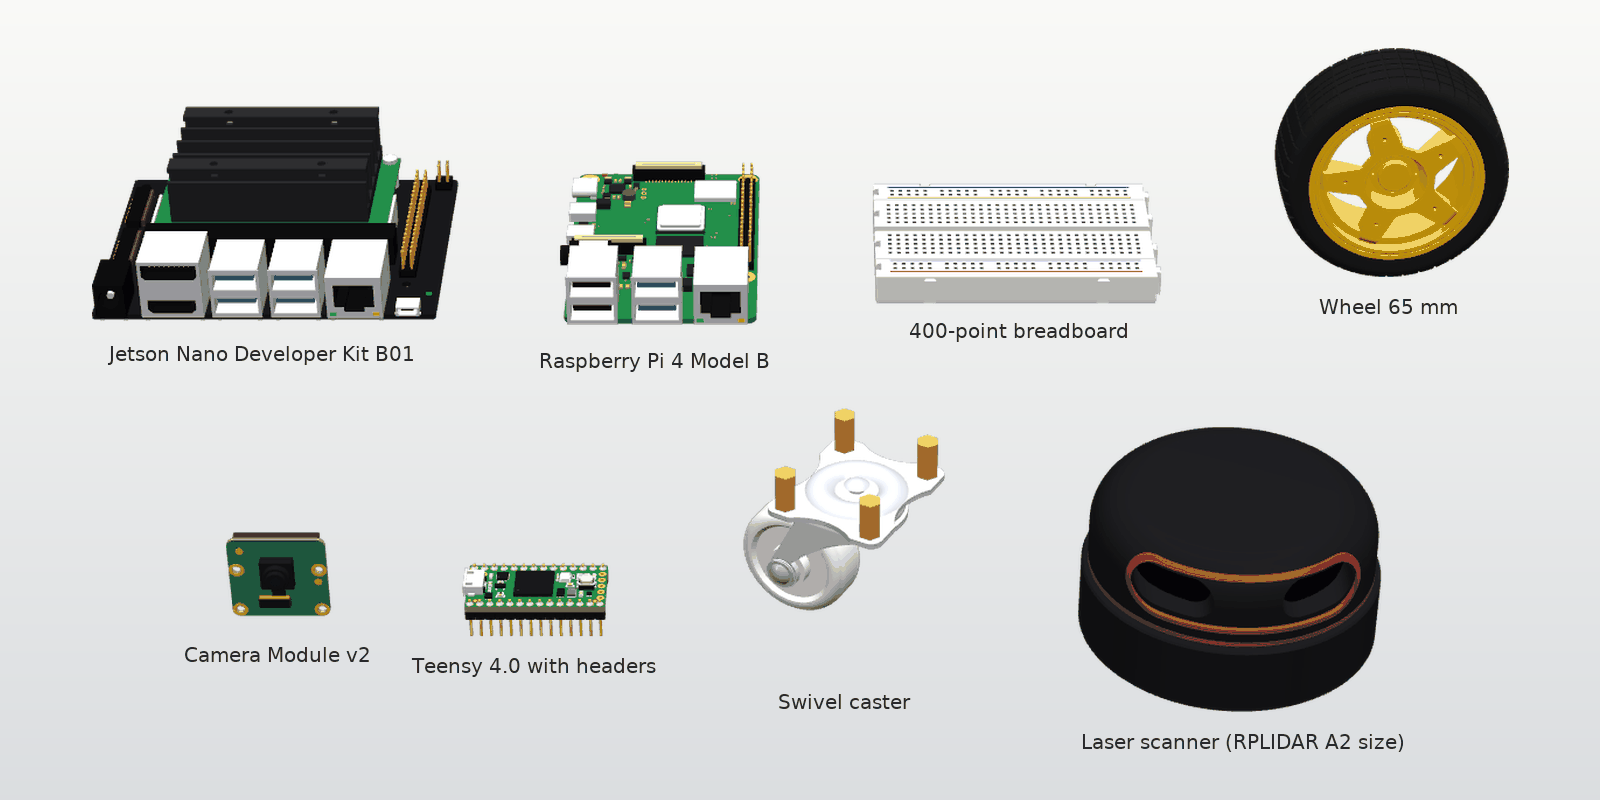 Jetson Nano Developer Kit B01
Raspberry Pi 4 Model B
400-point breadboard
Wheel 65 mm
Camera Module v2
Teensy 4.0 with headers
Swivel caster
Laser scanner (RPLIDAR A2 size)